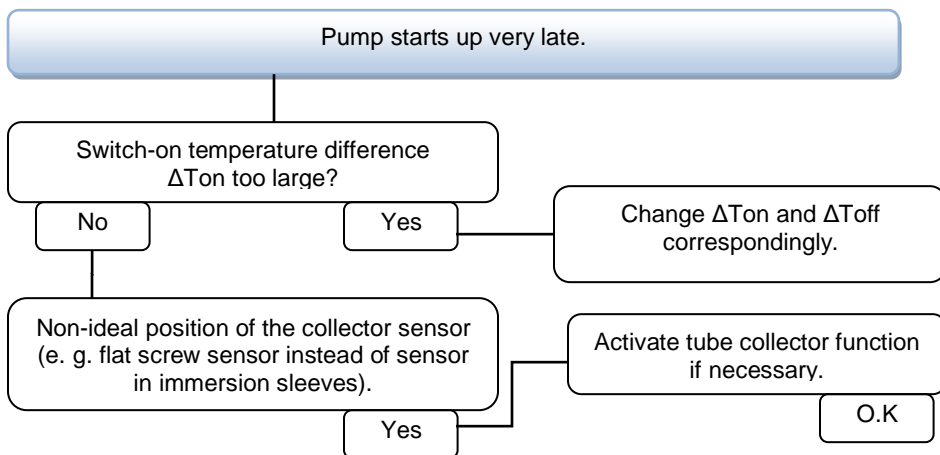 Pump starts up very late.
Switch-on temperature difference
ΔTon too large?
No
Yes
Change ΔTon and ΔToff
correspondingly.
Non-ideal position of the collector sensor
(e. g. flat screw sensor instead of sensor
in immersion sleeves).
Yes
Activate tube collector function
if necessary.
O.K